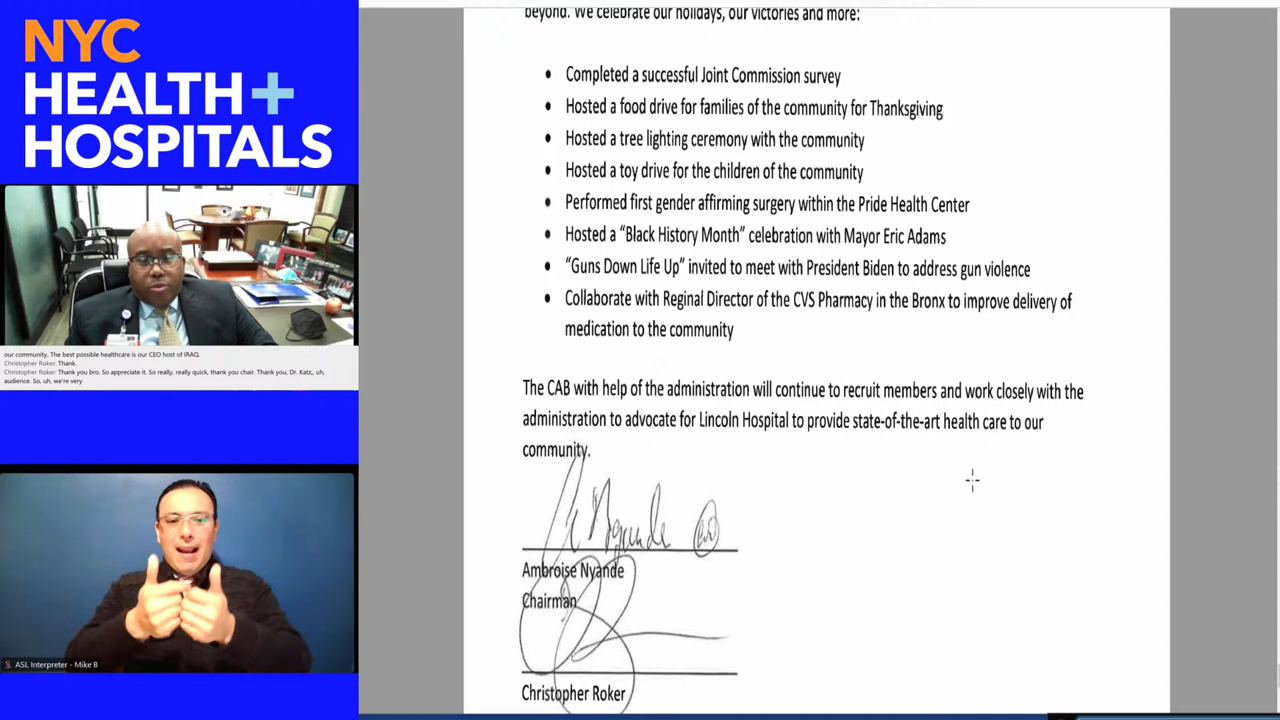 NYC
HEALTH+
HOSPITALS
our community. The best possible healthcare is our CEO host of IRAQ.
Christopher Roker: Thank.
Christopher Roker: Thank you bro. So appreciate it. So really, really quick, thank you chair. Thank you, Dr. Katz,, uh,
audience. So, uh, we're very
ASL Interpreter - Mike B
beyond. We celebrate our holidays, our victories and more:
• Completed a successful Joint Commission survey
• Hosted a food drive for families of the community for Thanksgiving
• Hosted a tree lighting ceremony with the community
• Hosted a toy drive for the children of the community
• Performed first gender affirming surgery within the Pride Health Center
• Hosted a “Black History Month” celebration with Mayor Eric Adams
• “Guns Down Life Up” invited to meet with President Biden to address gun violence
• Collaborate with Reginal Director of the CVS Pharmacy in the Bronx to improve delivery of
medication to the community
The CAB with help of the administration will continue to recruit members and work closely with the
administration to advocate for Lincoln Hospital to provide state-of-the-art health care to our
community.
Ambroise Nyande
Chairman
Christopher Roker